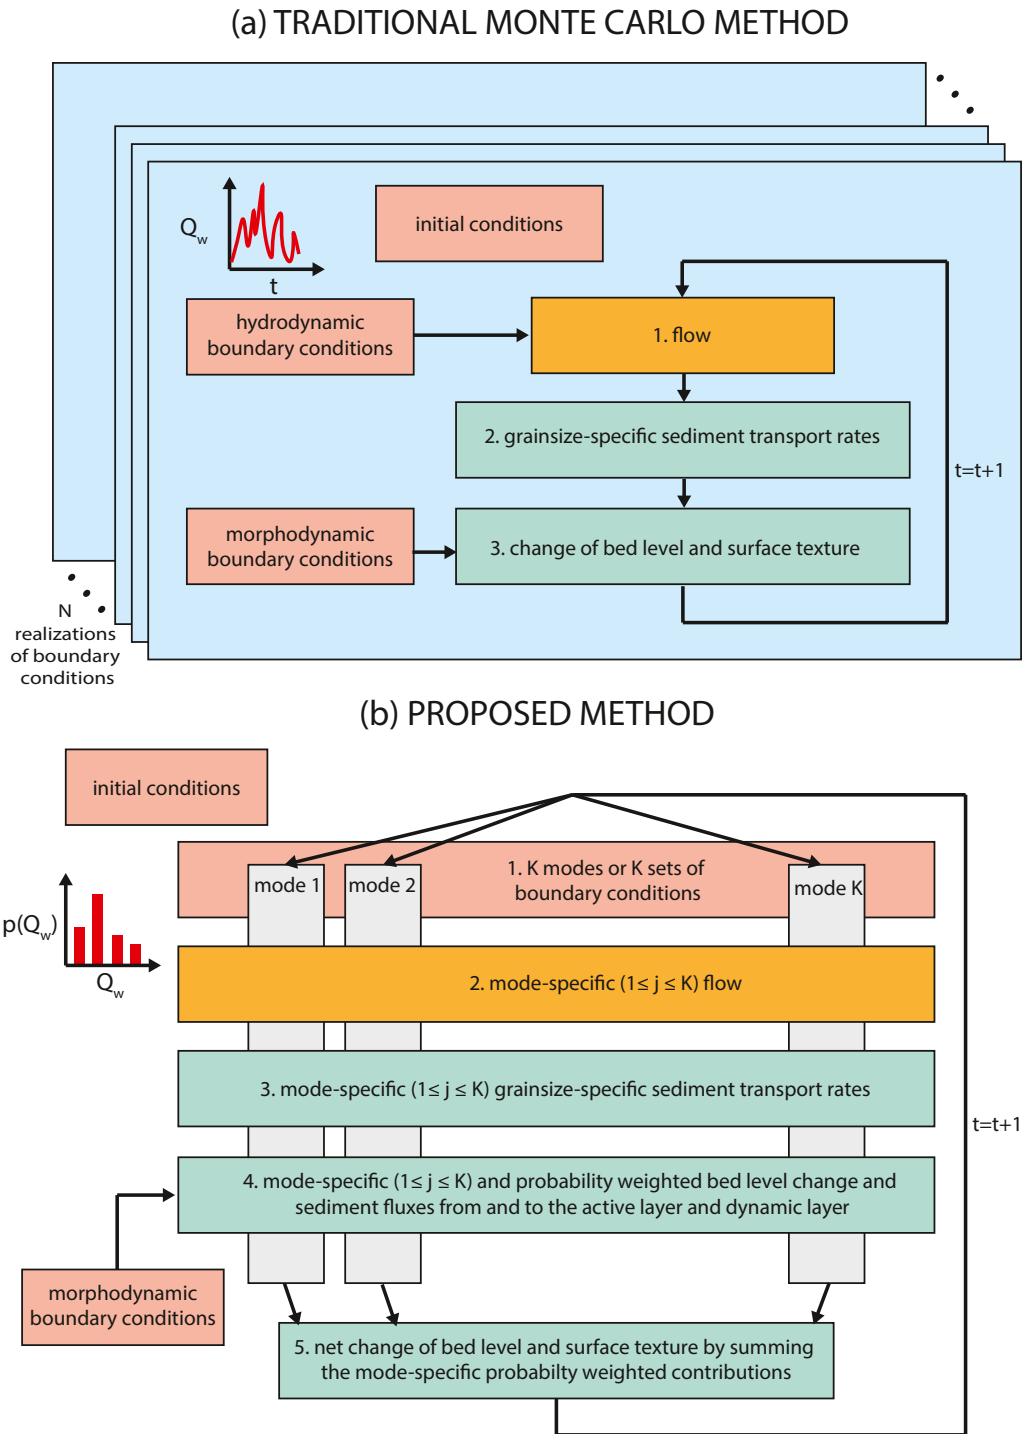 (a) TRADITIONAL MONTE CARLO METHOD
Q_w
t
initial conditions
hydrodynamic
boundary conditions
1. flow
2. grainsize-specific sediment transport rates
t=t+1
morphodynamic
boundary conditions
3. change of bed level and surface texture
N
realizations
of boundary
conditions
(b) PROPOSED METHOD
initial conditions
1. K modes or K sets of
boundary conditions
mode 1
mode 2
mode K
p(Q_w)
Q_w
2. mode-specific (1≤ j ≤ K) flow
3. mode-specific (1≤ j ≤ K) grainsize-specific sediment transport rates
t=t+1
4. mode-specific (1≤ j ≤ K) and probability weighted bed level change and
sediment fluxes from and to the active layer and dynamic layer
morphodynamic
boundary conditions
5. net change of bed level and surface texture by summing
the mode-specific probabilty weighted contributions